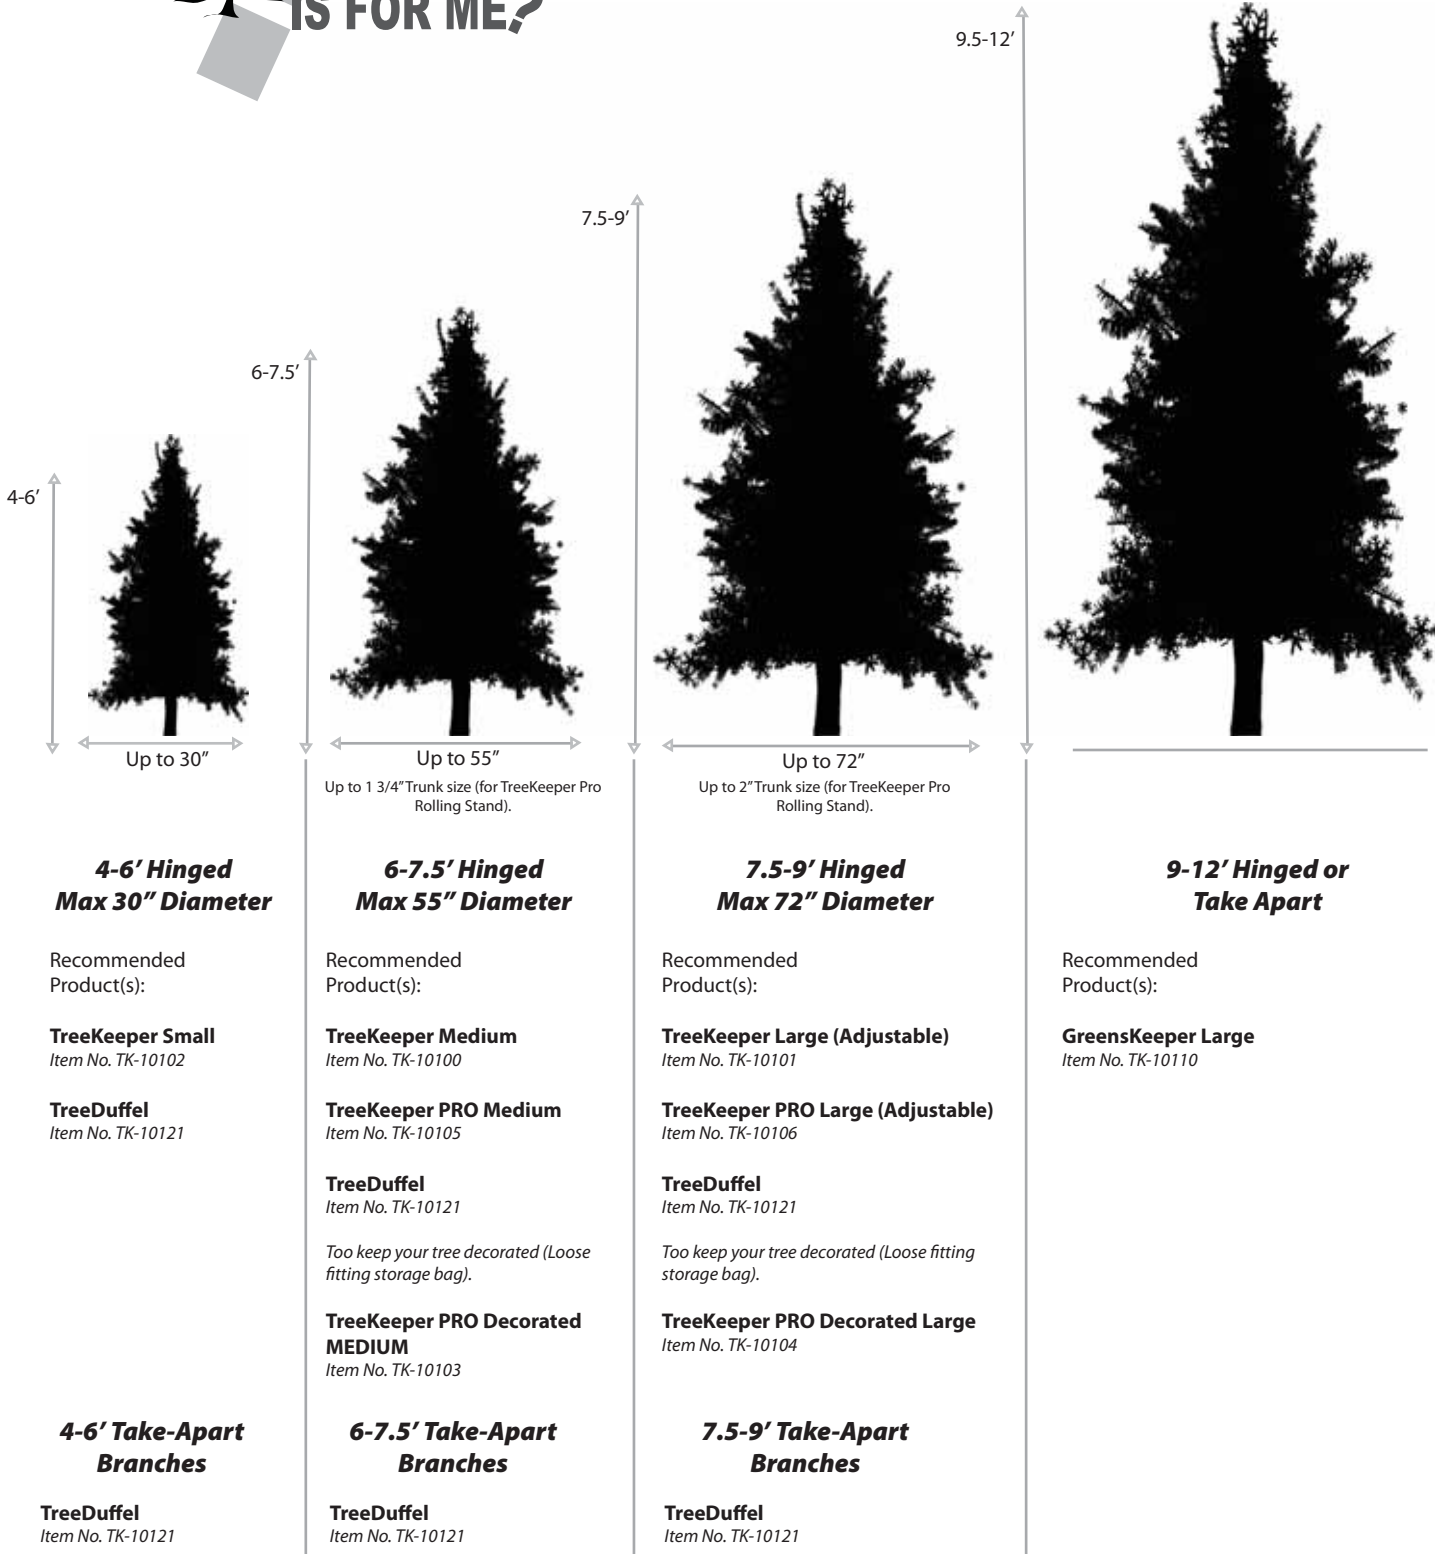 IS FOR ME?
9.5-12’
7.5-9’
6-7.5’
4-6’
Up to 30”
Up to 55”
Up to 1 3/4” Trunk size (for TreeKeeper Pro
Rolling Stand).
Up to 72”
Up to 2” Trunk size (for TreeKeeper Pro
Rolling Stand).
4-6’ Hinged
Max 30” Diameter
Recommended
Product(s):
TreeKeeper Small
Item No. TK-10102
TreeDuffel
Item No. TK-10121
4-6’ Take-Apart
Branches
TreeDuffel
Item No. TK-10121
6-7.5’ Hinged
Max 55” Diameter
Recommended
Product(s):
TreeKeeper Medium
Item No. TK-10100
TreeKeeper PRO Medium
Item No. TK-10105
TreeDuffel
Item No. TK-10121
Too keep your tree decorated (Loose
fitting storage bag).
TreeKeeper PRO Decorated
MEDIUM
Item No. TK-10103
6-7.5’ Take-Apart
Branches
TreeDuffel
Item No. TK-10121
7.5-9’ Hinged
Max 72” Diameter
Recommended
Product(s):
TreeKeeper Large (Adjustable)
Item No. TK-10101
TreeKeeper PRO Large (Adjustable)
Item No. TK-10106
TreeDuffel
Item No. TK-10121
Too keep your tree decorated (Loose fitting
storage bag).
TreeKeeper PRO Decorated Large
Item No. TK-10104
7.5-9’ Take-Apart
Branches
TreeDuffel
Item No. TK-10121
9-12’ Hinged or
Take Apart
Recommended
Product(s):
GreensKeeper Large
Item No. TK-10110